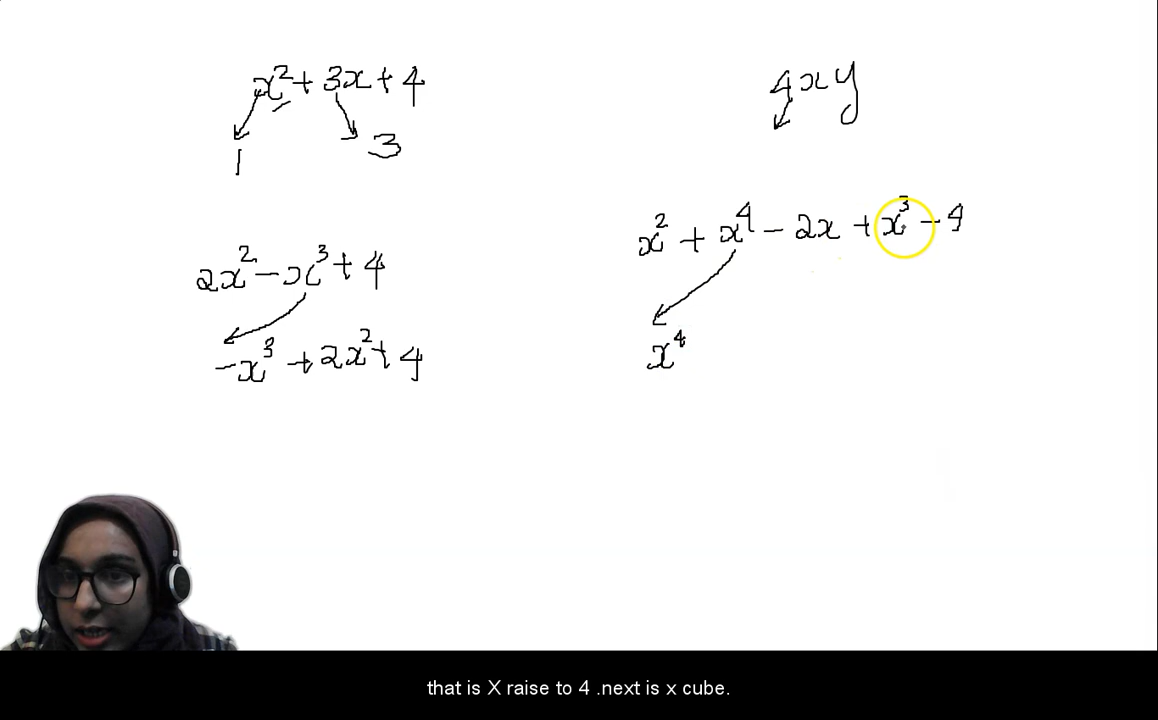 x² + 3x + 4
1
3
4xy
2x² - x³ + 4
-x³ + 2x² + 4
x² + x⁴ - 2x + x³ - 4
x⁴
that is X raise to 4 .next is x cube.